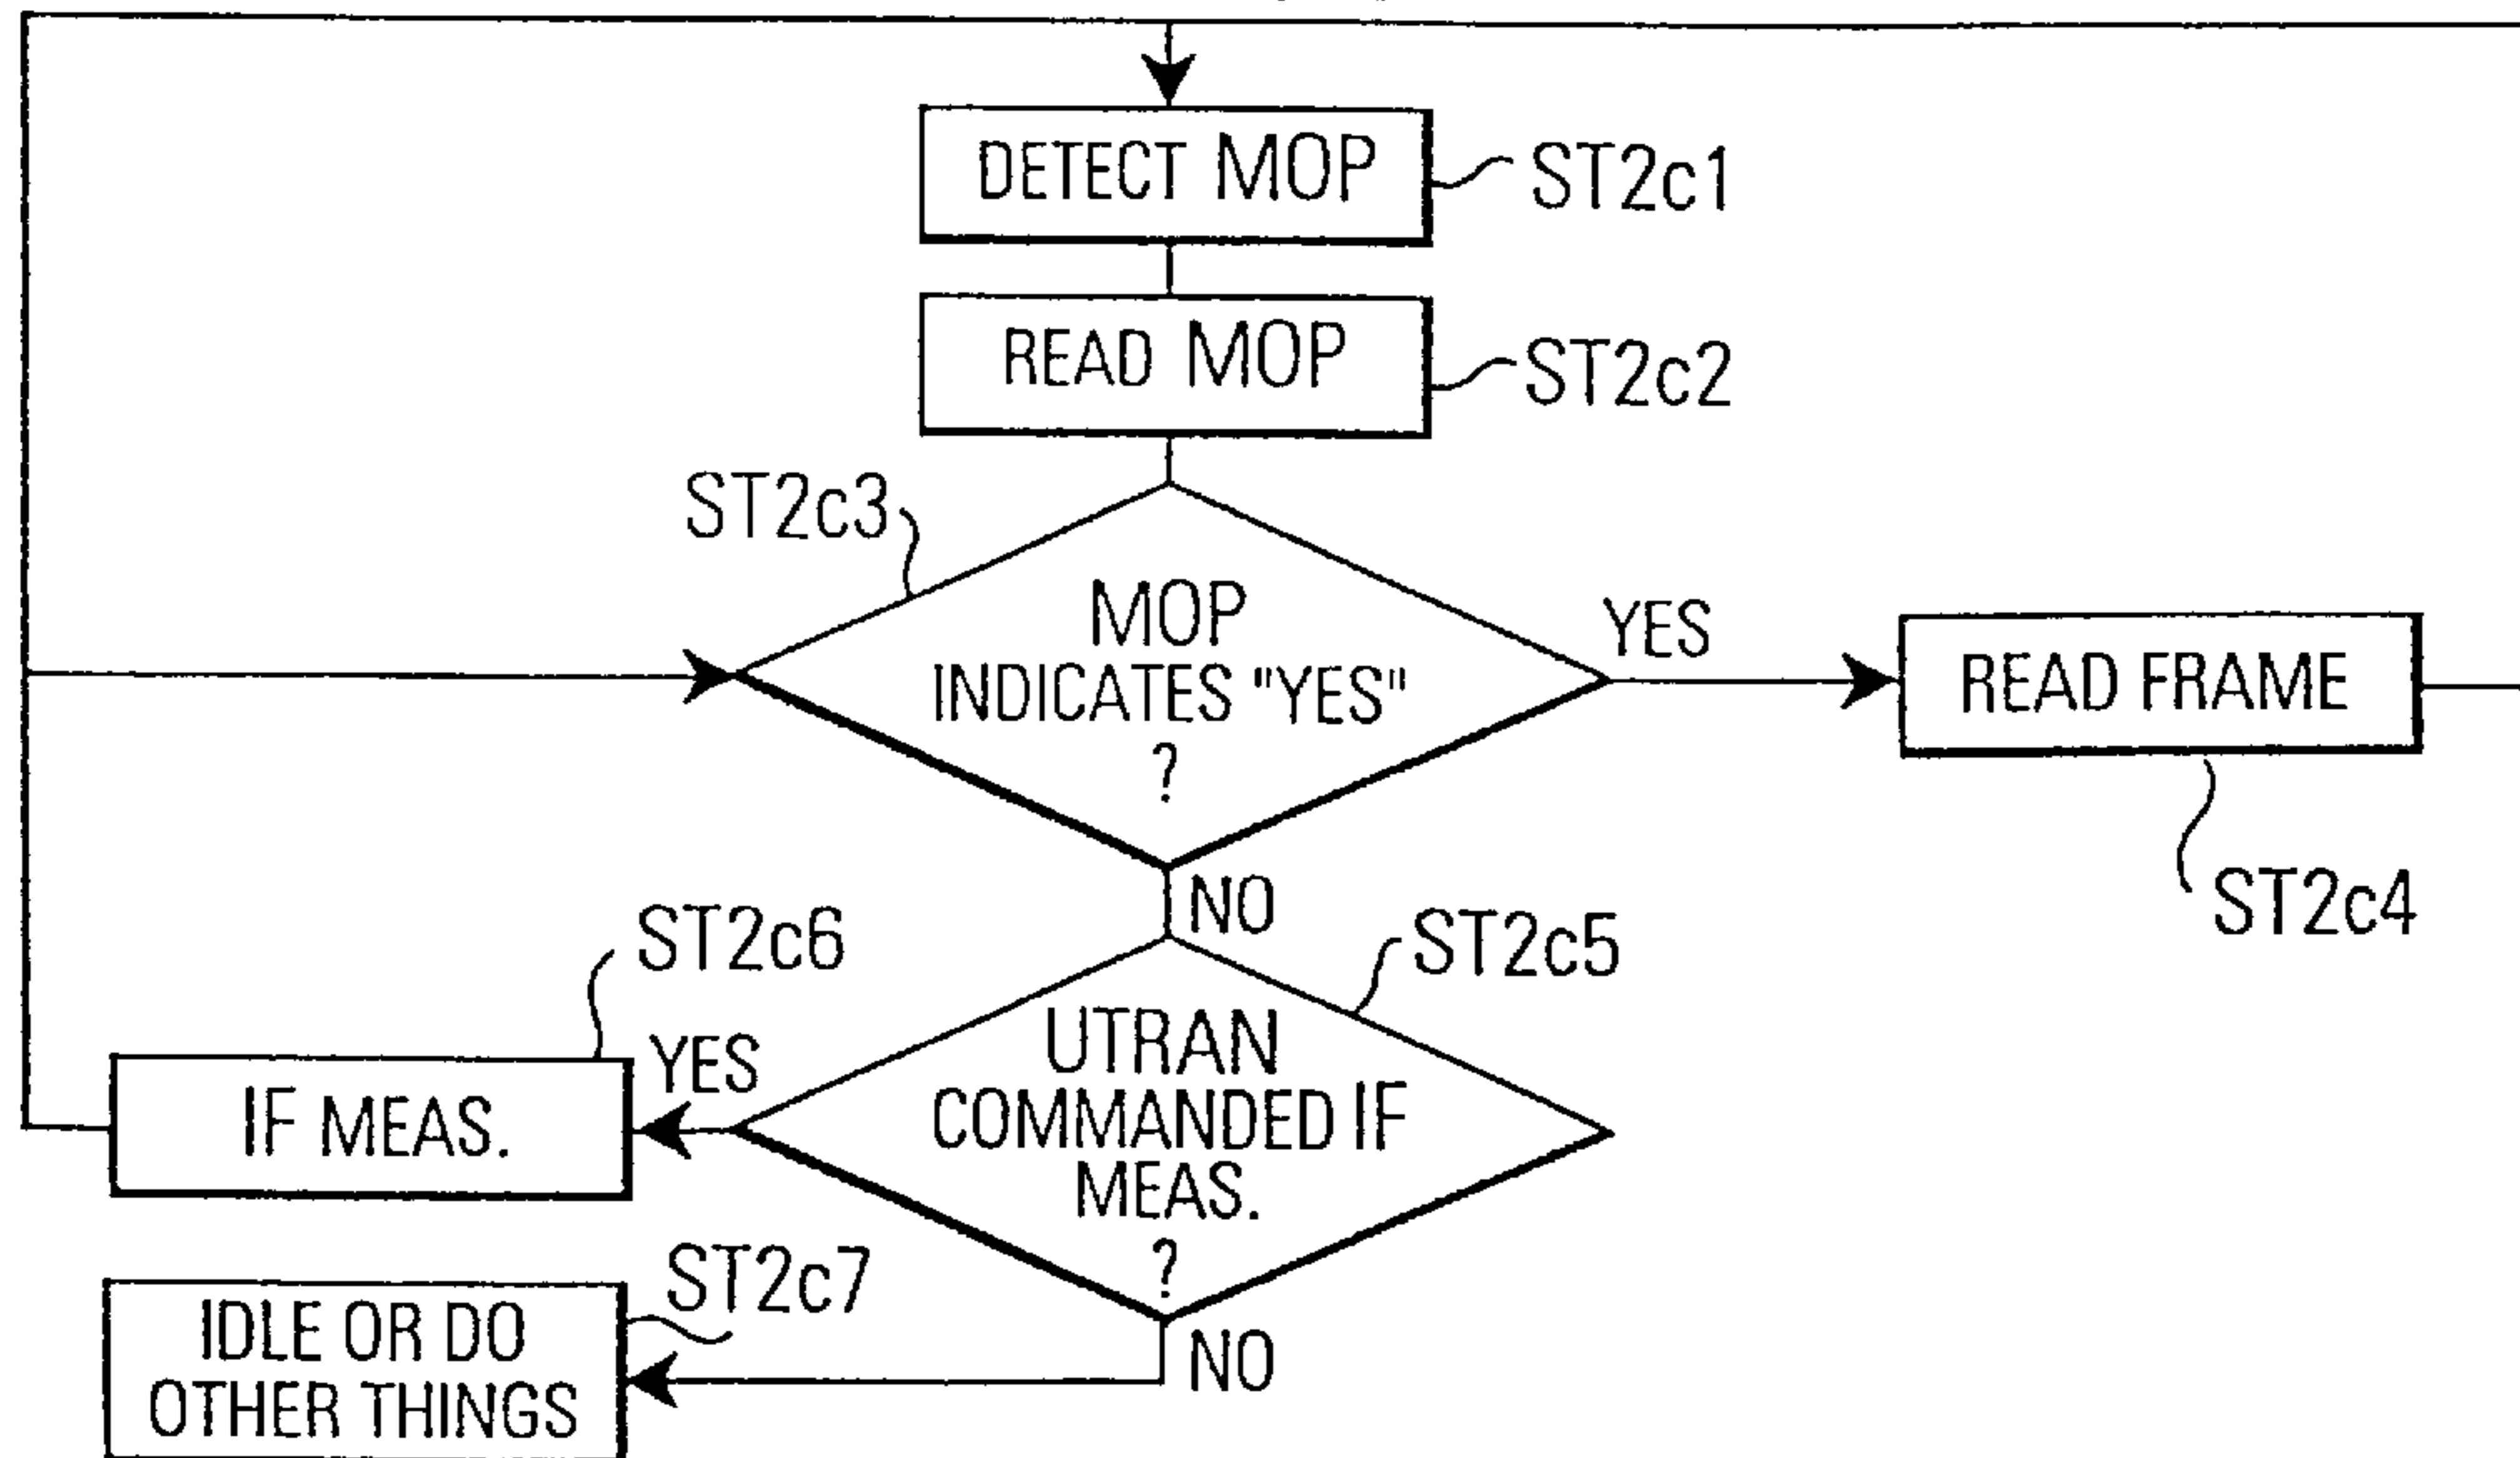 DETECT MOP
ST2c1
READ MOP
ST2c2
ST2c3
MOP
INDICATES "YES"
?
YES
READ FRAME
ST2c4
NO
ST2c5
ST2c6
UTRAN
COMMANDED IF
MEAS.
?
YES
IF MEAS.
ST2c7
NO
IDLE OR DO
OTHER THINGS